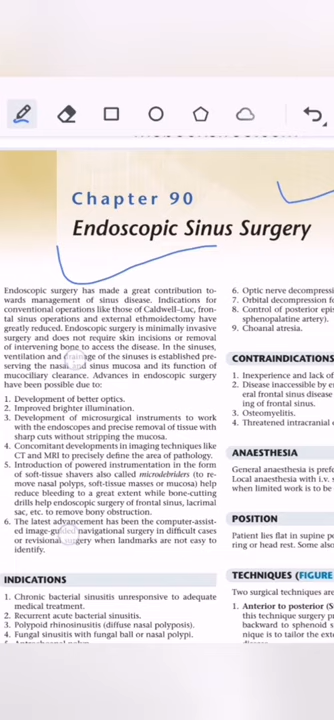 Chapter 90
Endoscopic Sinus Surgery
Endoscopic surgery has made a great contribution to-
wards management of sinus disease. Indications for
conventional operations like those of Caldwell–Luc, fron-
tal sinus operations and external ethmoidectomy have
greatly reduced. Endoscopic surgery is minimally invasive
surgery and does not require skin incisions or removal
of intervening bone to access the disease. In the sinuses,
ventilation and drainage of the sinuses is established pre-
serving the nasal and sinus mucosa and its function of
mucociliary clearance. Advances in endoscopic surgery
have been possible due to:
1. Development of better optics.
2. Improved brighter illumination.
3. Development of microsurgical instruments to work
with the endoscopes and precise removal of tissue with
sharp cuts without stripping the mucosa.
4. Concomitant developments in imaging techniques like
CT and MRI to precisely define the area of pathology.
5. Introduction of powered instrumentation in the form
of soft-tissue shavers also called microdebriders (to re-
move nasal polyps, soft-tissue masses or mucosa) help
reduce bleeding to a great extent while bone-cutting
drills help endoscopic surgery of frontal sinus, lacrimal
sac, etc. to remove bony obstruction.
6. The latest advancement has been the computer-assist-
ed image-guided navigational surgery in difficult cases
or revisional surgery when landmarks are not easy to
identify.
INDICATIONS
1. Chronic bacterial sinusitis unresponsive to adequate
medical treatment.
2. Recurrent acute bacterial sinusitis.
3. Polypoid rhinosinusitis (diffuse nasal polyposis).
4. Fungal sinusitis with fungal ball or nasal polypi.
6. Optic nerve decompressi
7. Orbital decompression fo
8. Control of posterior epis
sphenopalatine artery).
9. Choanal atresia.
CONTRAINDICATIONS
1. Inexperience and lack of
2. Disease inaccessible by en
eral frontal sinus disease
ing of frontal sinus.
3. Osteomyelitis.
4. Threatened intracranial o
ANAESTHESIA
General anaesthesia is prefe
Local anaesthesia with i.v. s
when limited work is to be
POSITION
Patient lies flat in supine po
ring or head rest. Some also
TECHNIQUES (FIGURE
Two surgical techniques are
1. Anterior to posterior (S
this technique surgery pr
backward to sphenoid s
nique is to tailor the exte